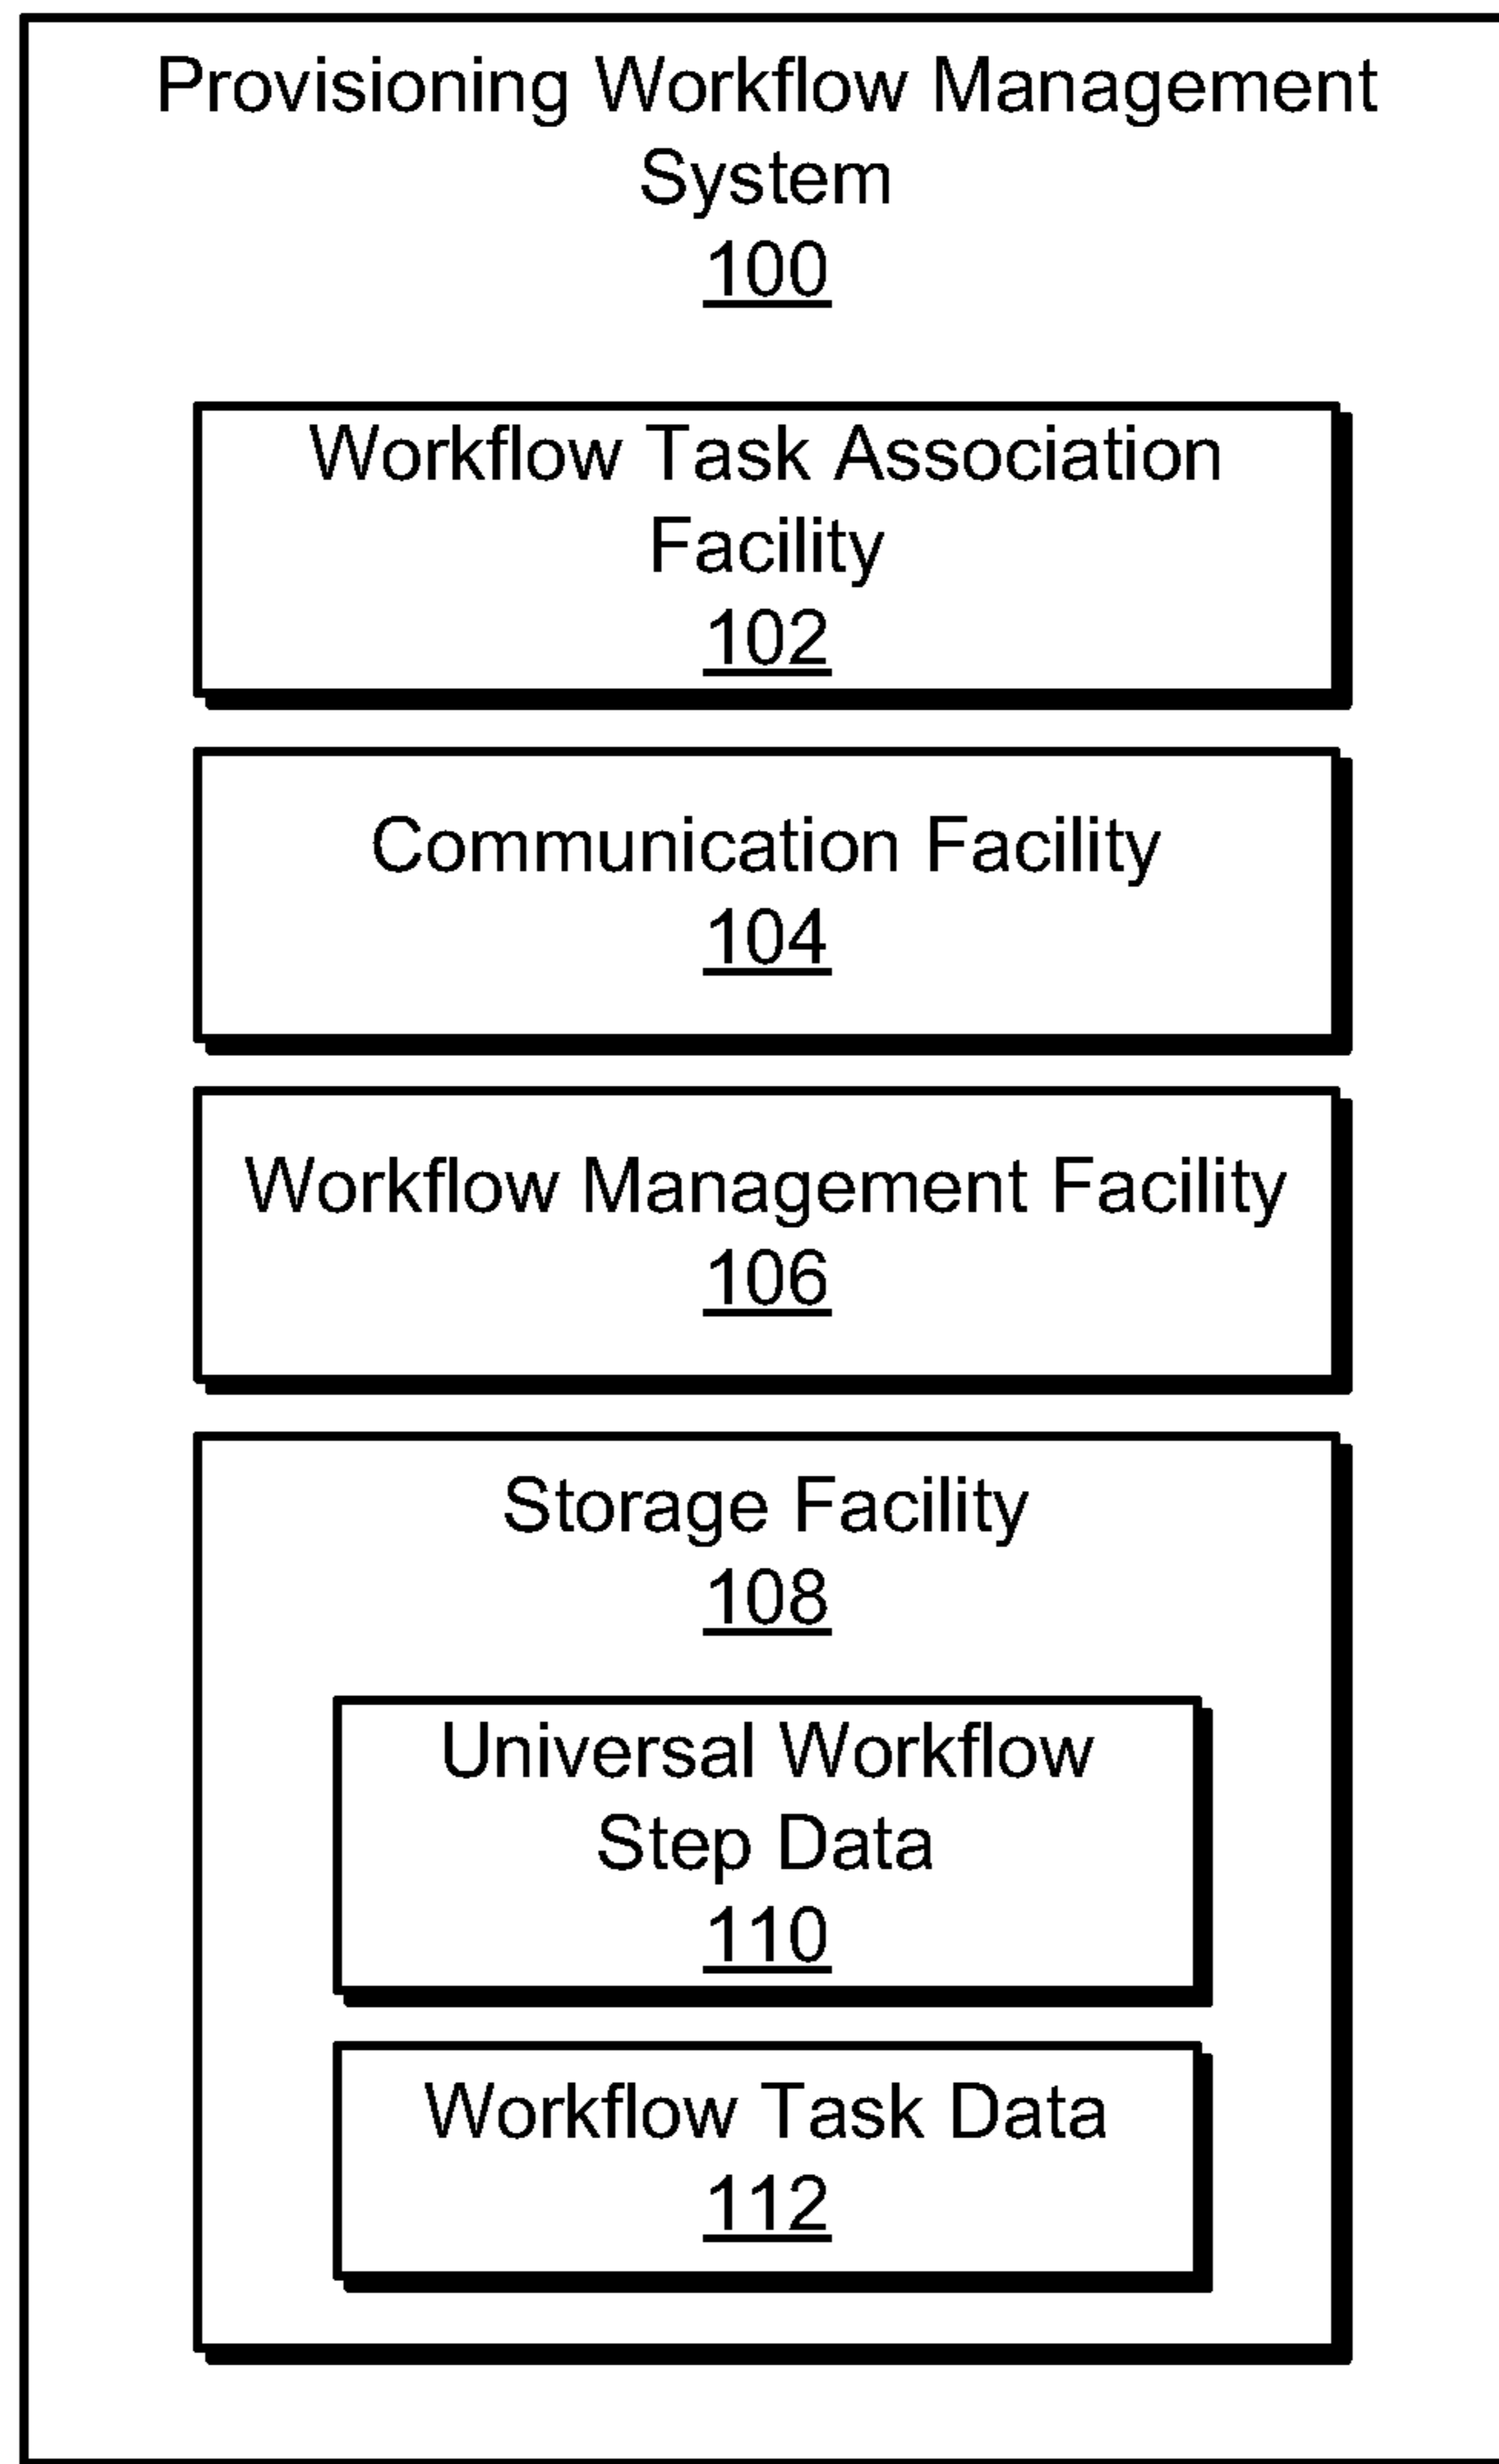 Provisioning Workflow Management
System
100
Workflow Task Association
Facility
102
Communication Facility
104
Workflow Management Facility
106
Storage Facility
108
Universal Workflow
Step Data
110
Workflow Task Data
112